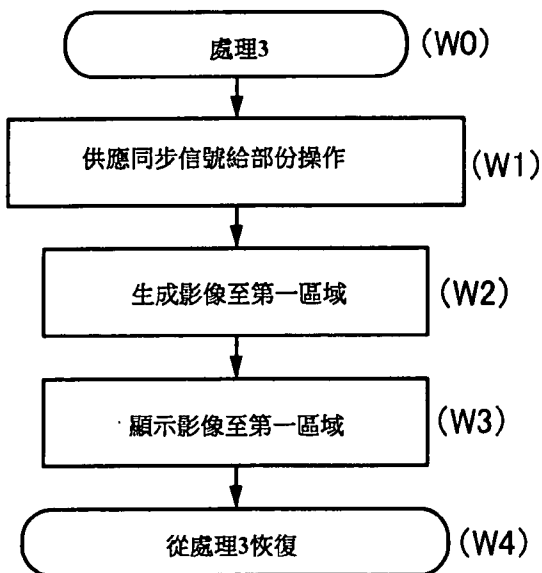 處理3
(W0)
供應同步信號給部份操作
(W1)
生成影像至第一區域
(W2)
顯示影像至第一區域
(W3)
從處理3恢復
(W4)